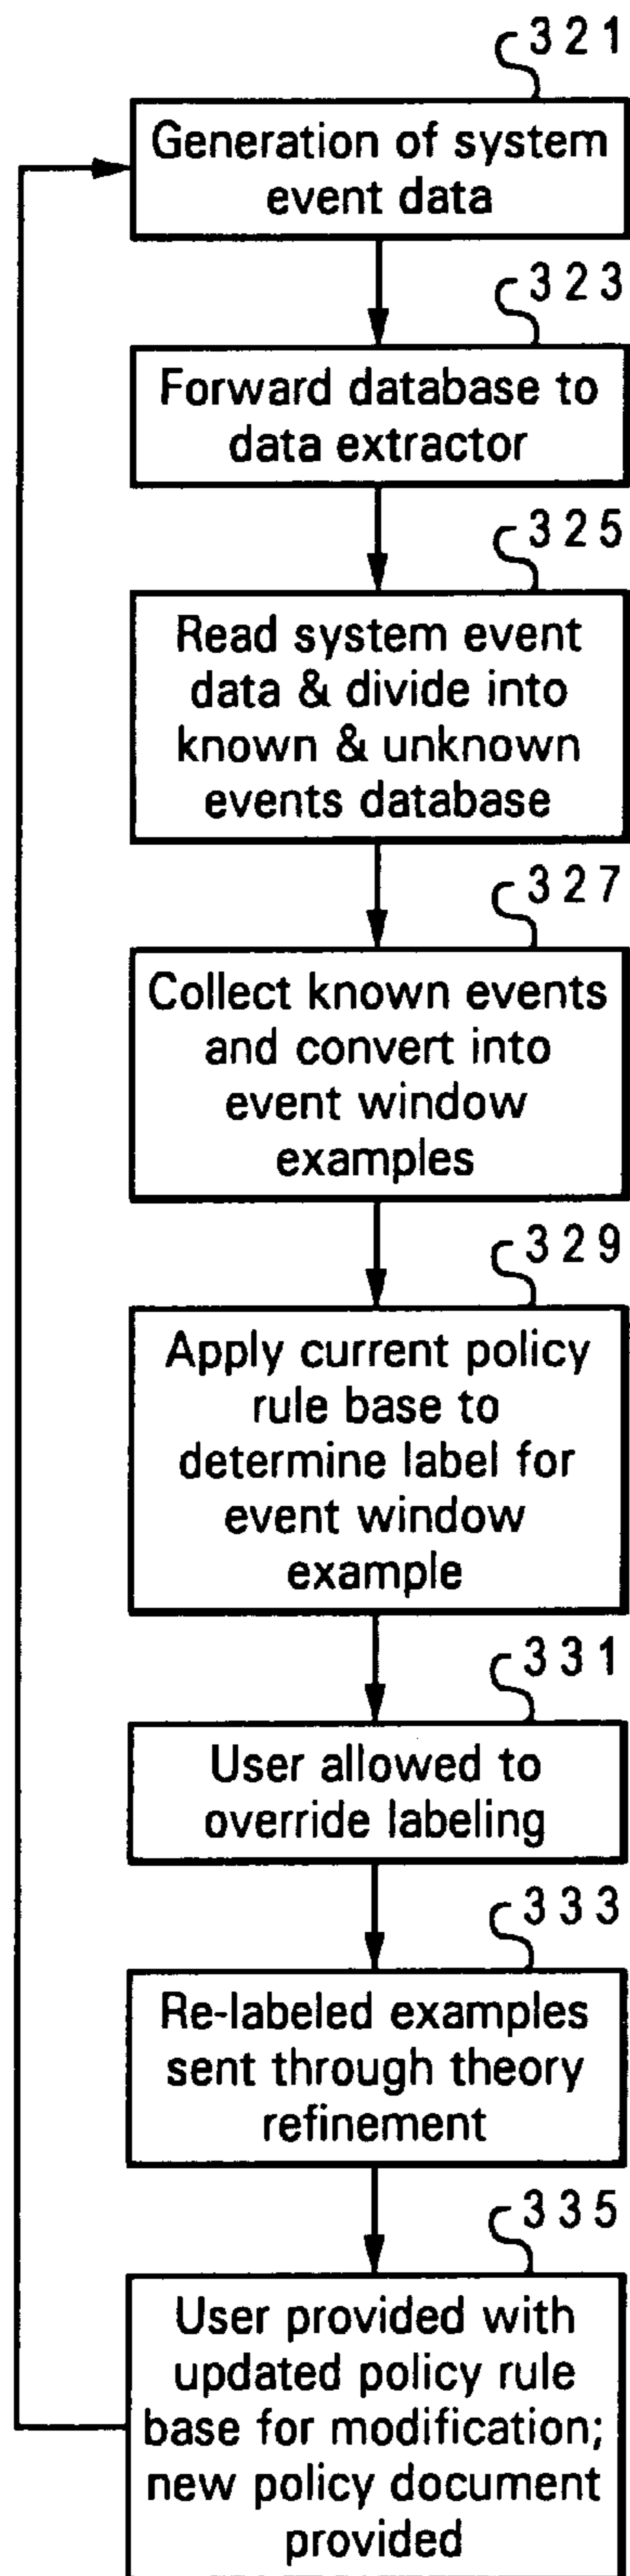 321
Generation of system
event data
323
Forward database to
data extractor
325
Read system event
data & divide into
known & unknown
events database
327
Collect known events
and convert into
event window
examples
329
Apply current policy
rule base to
determine label for
event window
example
331
User allowed to
override labeling
333
Re-labeled examples
sent through theory
refinement
335
User provided with
updated policy rule
base for modification;
new policy document
provided